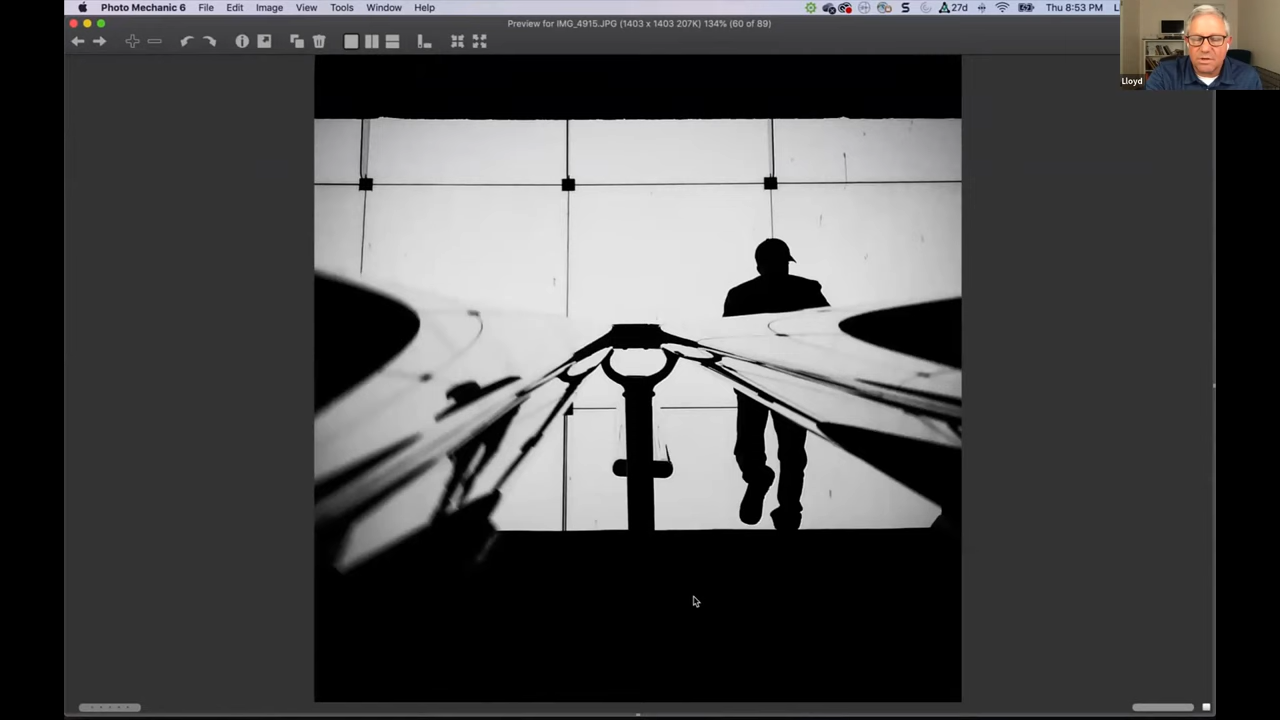 Photo Mechanic 6 File Edit Image View Tools Window Help 27d Thu 8:53 PM L
Preview for IMG_4915.JPG (1403 x 1403 207K) 134% (60 of 89)
Lloyd